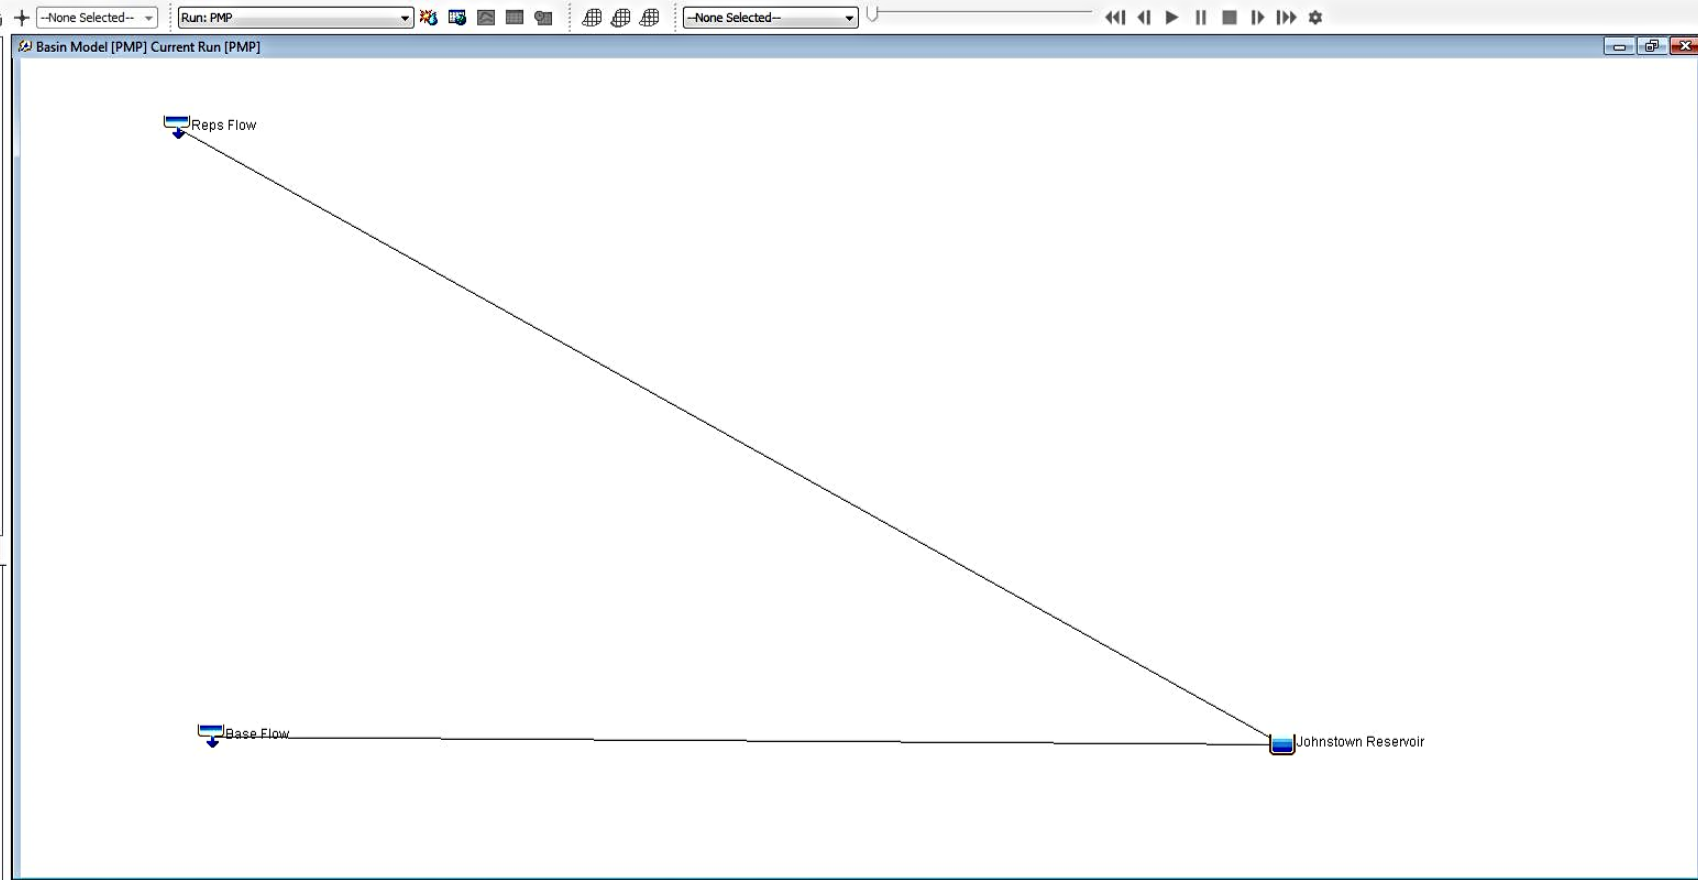 --None Selected--
Run: PMP
--None Selected--
Basin Model [PMP] Current Run [PMP]
Reps Flow
Base Flow
Johnstown Reservoir